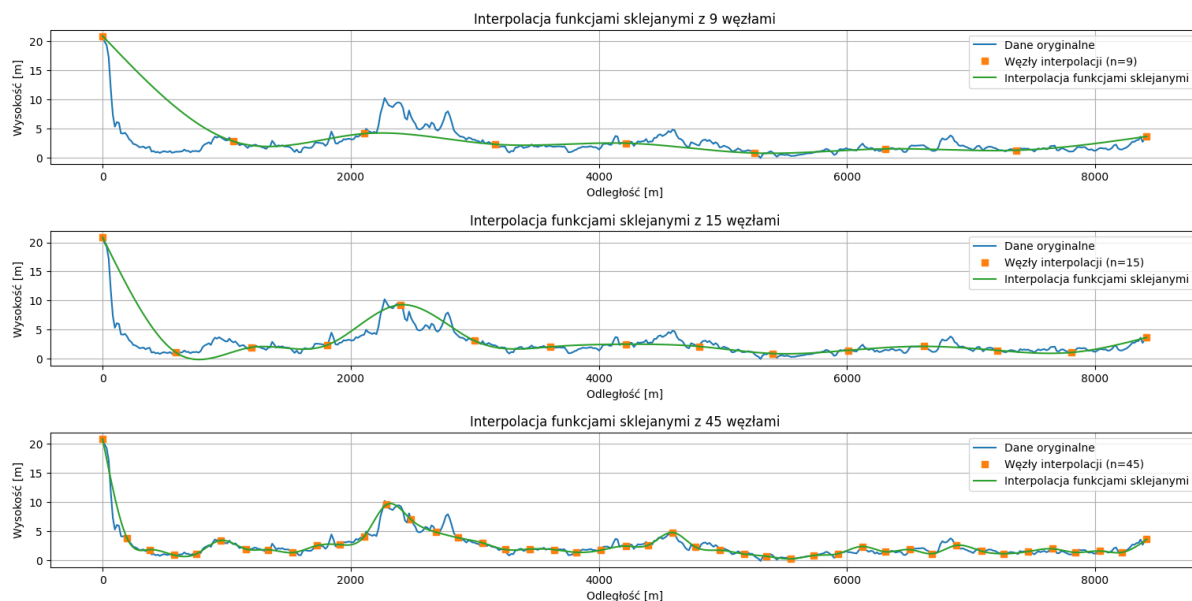 Interpolacja funkcjami sklejanymi z 9 węzłami
Wysokość [m]
20
15
10
5
0
Dane oryginalne
Węzły interpolacji (n=9)
Interpolacja funkcjami sklejanymi
0 2000 4000 6000 8000
Odległość [m]
Interpolacja funkcjami sklejanymi z 15 węzłami
Wysokość [m]
20
15
10
5
0
Dane oryginalne
Węzły interpolacji (n=15)
Interpolacja funkcjami sklejanymi
0 2000 4000 6000 8000
Odległość [m]
Interpolacja funkcjami sklejanymi z 45 węzłami
Wysokość [m]
20
15
10
5
0
Dane oryginalne
Węzły interpolacji (n=45)
Interpolacja funkcjami sklejanymi
0 2000 4000 6000 8000
Odległość [m]